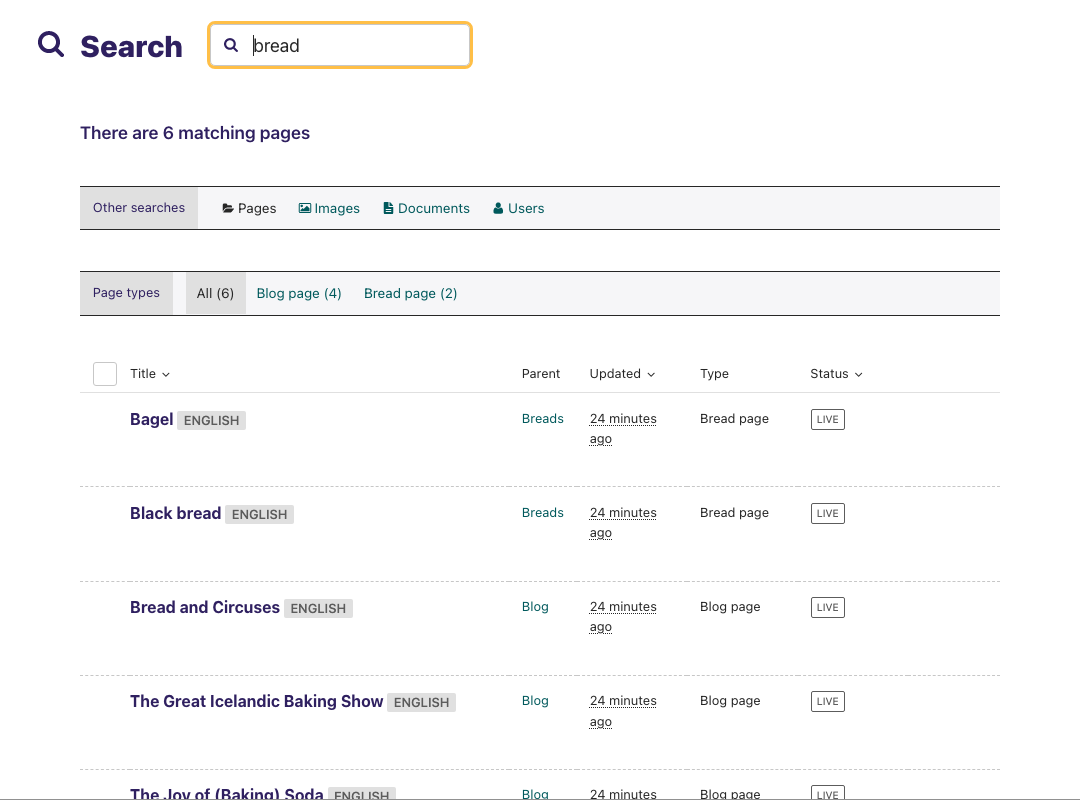 Search
bread
There are 6 matching pages
Other searches Pages Images Documents Users
Page types All (6) Blog page (4) Bread page (2)
Title Parent Updated Type Status
Bagel ENGLISH Breads 24 minutes ago Bread page LIVE
Black bread ENGLISH Breads 24 minutes ago Bread page LIVE
Bread and Circuses ENGLISH Blog 24 minutes ago Blog page LIVE
The Great Icelandic Baking Show ENGLISH Blog 24 minutes ago Blog page LIVE
The Joy of (Baking) Soda ENGLISH Blog 24 minutes Blog page LIVE